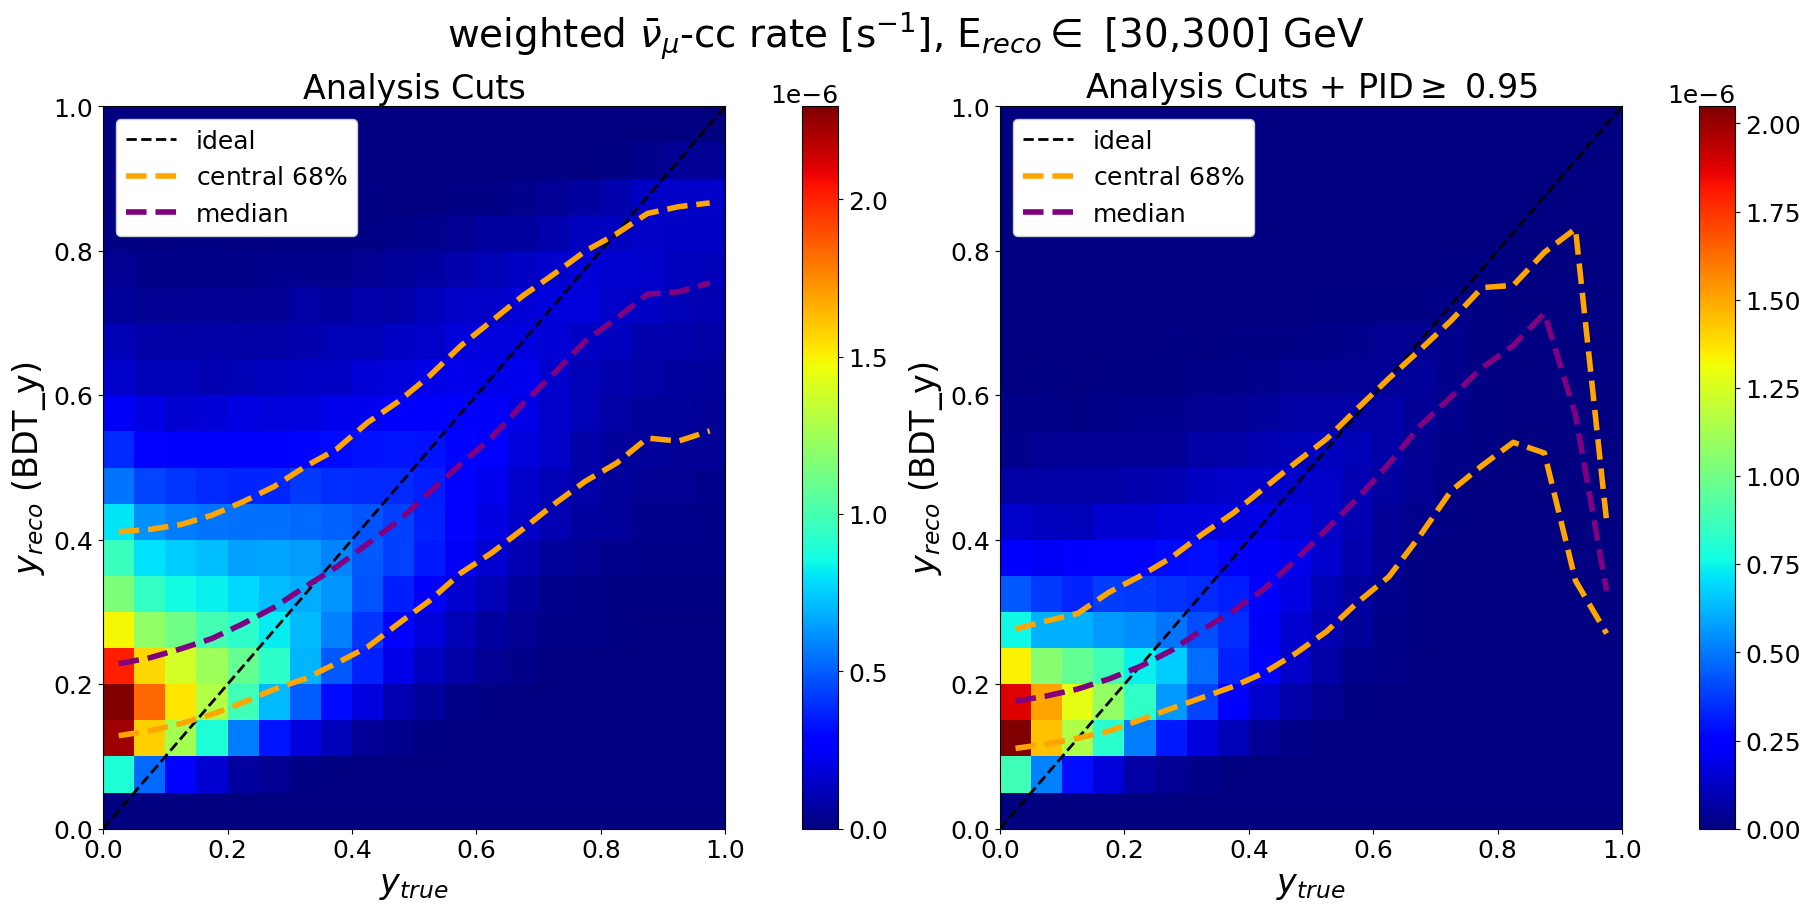 weighted ν̄μ-cc rate [s⁻¹], E_reco ∈ [30,300] GeV
Analysis Cuts
1e−6
ideal
central 68%
median
1.0
0.8
0.6
0.4
0.2
0.0
y_reco (BDT_y)
0.0 0.2 0.4 0.6 0.8 1.0
y_true
2.0
1.5
1.0
0.5
0.0
Analysis Cuts + PID ≥ 0.95
1e−6
ideal
central 68%
median
1.0
0.8
0.6
0.4
0.2
0.0
y_reco (BDT_y)
0.0 0.2 0.4 0.6 0.8 1.0
y_true
2.00
1.75
1.50
1.25
1.00
0.75
0.50
0.25
0.00